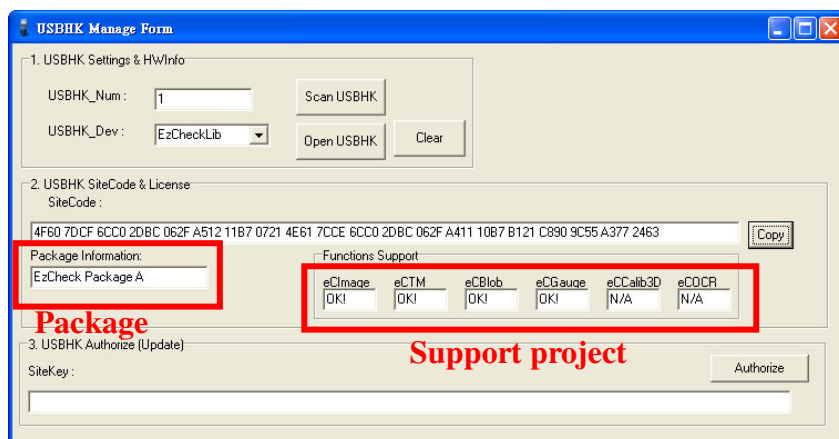 USBHK Manage Form
1. USBHK Settings & HWInfo
USBHK_Num :
1
Scan USBHK
USBHK_Dev :
EzCheckLib
Open USBHK
Clear
2. USBHK SiteCode & License
SiteCode :
4F60 7DCF 6CC0 2DBC 062F A512 11B7 0721 4E61 7CCE 6CC0 2DBC 062F A411 10B7 B121 C890 9C55 A377 2463
Copy
Package Information:
EzCheck Package A
Functions Support
eCImage eCTM eCBlob eCGauge eCCalib3D eCOCR
OK! OK! OK! OK! N/A N/A
Package
Support project
3. USBHK Authorize (Update)
SiteKey :
Authorize